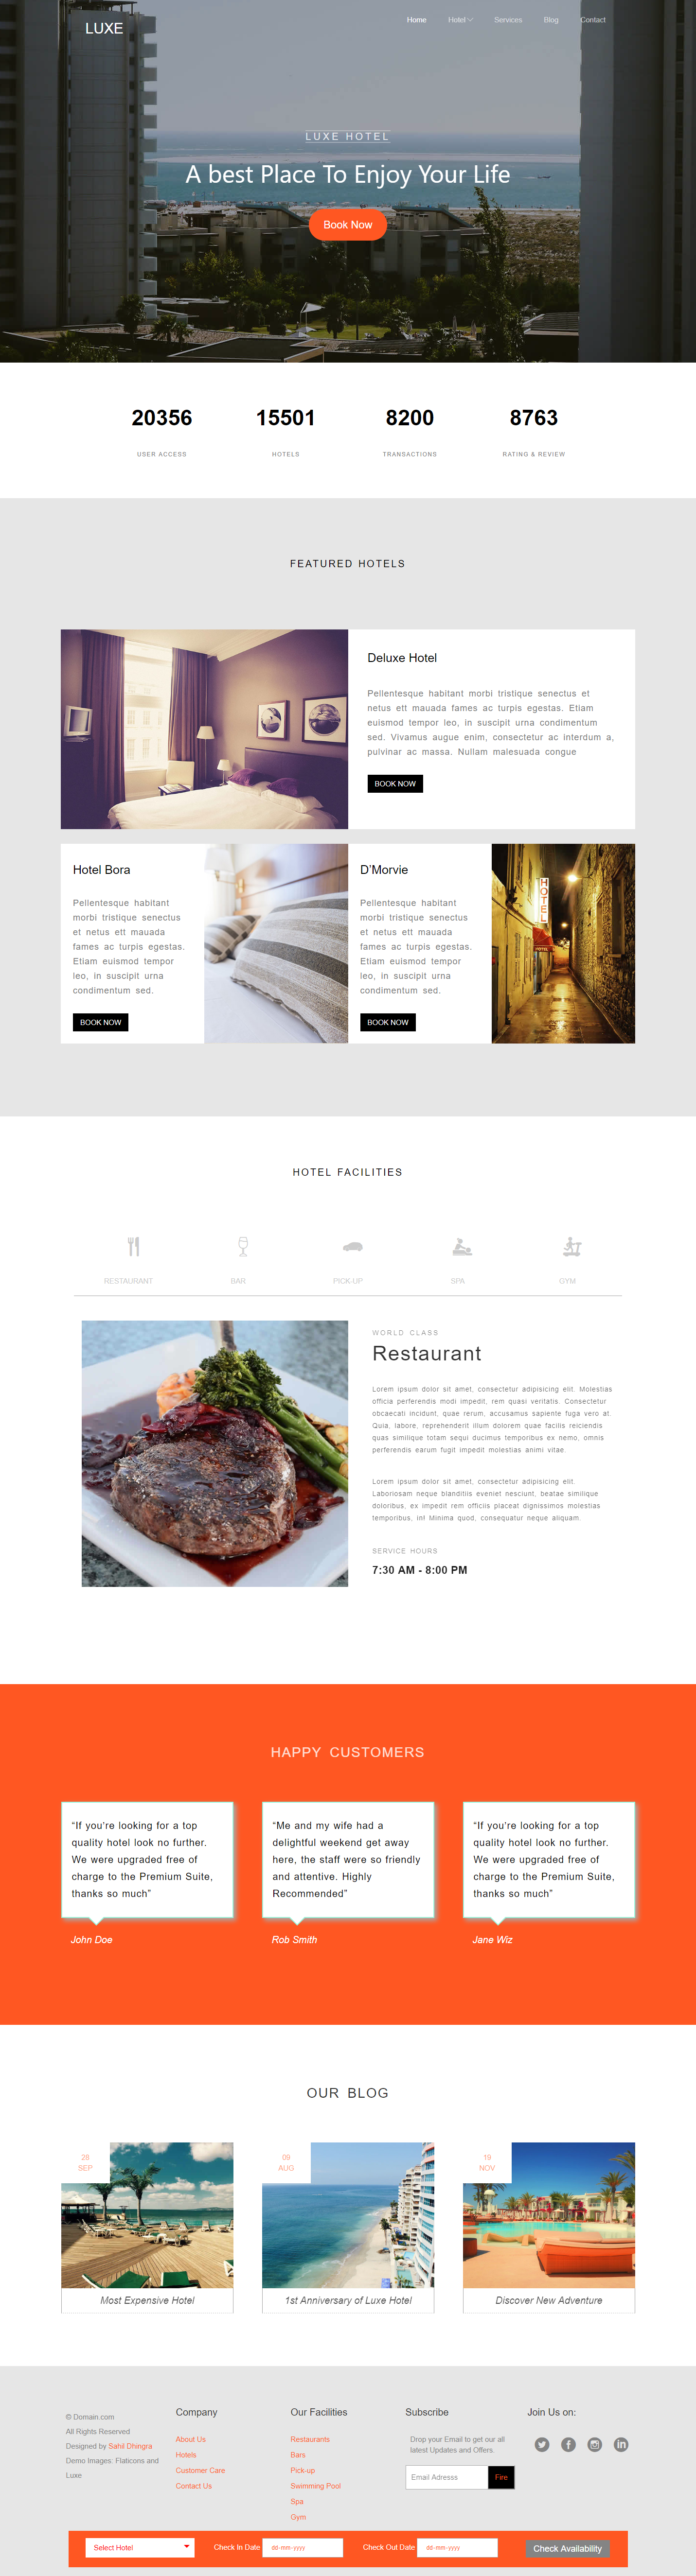 LUXE
Home Hotel Services Blog Contact
LUXE HOTEL
A best Place To Enjoy Your Life
Book Now
20356 15501 8200 8763
USER ACCESS HOTELS TRANSACTIONS RATING & REVIEW
FEATURED HOTELS
Deluxe Hotel
Pellentesque habitant morbi tristique senectus et
netus ett mauada fames ac turpis egestas. Etiam
euismod tempor leo, in suscipit urna condimentum
sed. Vivamus augue enim, consectetur ac interdum a,
pulvinar ac massa. Nullam malesuada congue
BOOK NOW
Hotel Bora
Pellentesque habitant
morbi tristique senectus
et netus ett mauada
fames ac turpis egestas.
Etiam euismod tempor
leo, in suscipit urna
condimentum sed.
BOOK NOW
D'Morvie
Pellentesque habitant
morbi tristique senectus
et netus ett mauada
fames ac turpis egestas.
Etiam euismod tempor
leo, in suscipit urna
condimentum sed.
BOOK NOW
HOTEL
HOTEL
HOTEL FACILITIES
RESTAURANT BAR PICK-UP SPA GYM
WORLD CLASS
Restaurant
Lorem ipsum dolor sit amet, consectetur adipisicing elit. Molestias
officia perferendis modi impedit, rem quasi veritatis. Consectetur
obcaecati incidunt, quae rerum, accusamus sapiente fuga vero at.
Quia, labore, reprehenderit illum dolorem quae facilis reiciendis
quas similique totam sequi ducimus temporibus ex nemo, omnis
perferendis earum fugit impedit molestias animi vitae.
Lorem ipsum dolor sit amet, consectetur adipisicing elit.
Laboriosam neque blanditiis eveniet nesciunt, beatae similique
doloribus, ex impedit rem officiis placeat dignissimos molestias
temporibus, in! Minima quod, consequatur neque aliquam.
SERVICE HOURS
7:30 AM - 8:00 PM
HAPPY CUSTOMERS
“If you're looking for a top
quality hotel look no further.
We were upgraded free of
charge to the Premium Suite,
thanks so much”
John Doe
“Me and my wife had a
delightful weekend get away
here, the staff were so friendly
and attentive. Highly
Recommended”
Rob Smith
“If you're looking for a top
quality hotel look no further.
We were upgraded free of
charge to the Premium Suite,
thanks so much”
Jane Wiz
OUR BLOG
28
SEP
Most Expensive Hotel
09
AUG
1st Anniversary of Luxe Hotel
19
NOV
Discover New Adventure
© Domain.com
All Rights Reserved
Designed by Sahil Dhingra
Demo Images: Flaticons and
Luxe
Company
About Us
Hotels
Customer Care
Contact Us
Our Facilities
Restaurants
Bars
Pick-up
Swimming Pool
Spa
Gym
Subscribe
Drop your Email to get our all
latest Updates and Offers.
Email Adresss Fire
Join Us on:
Select Hotel Check In Date dd-mm-yyyy Check Out Date dd-mm-yyyy Check Availability